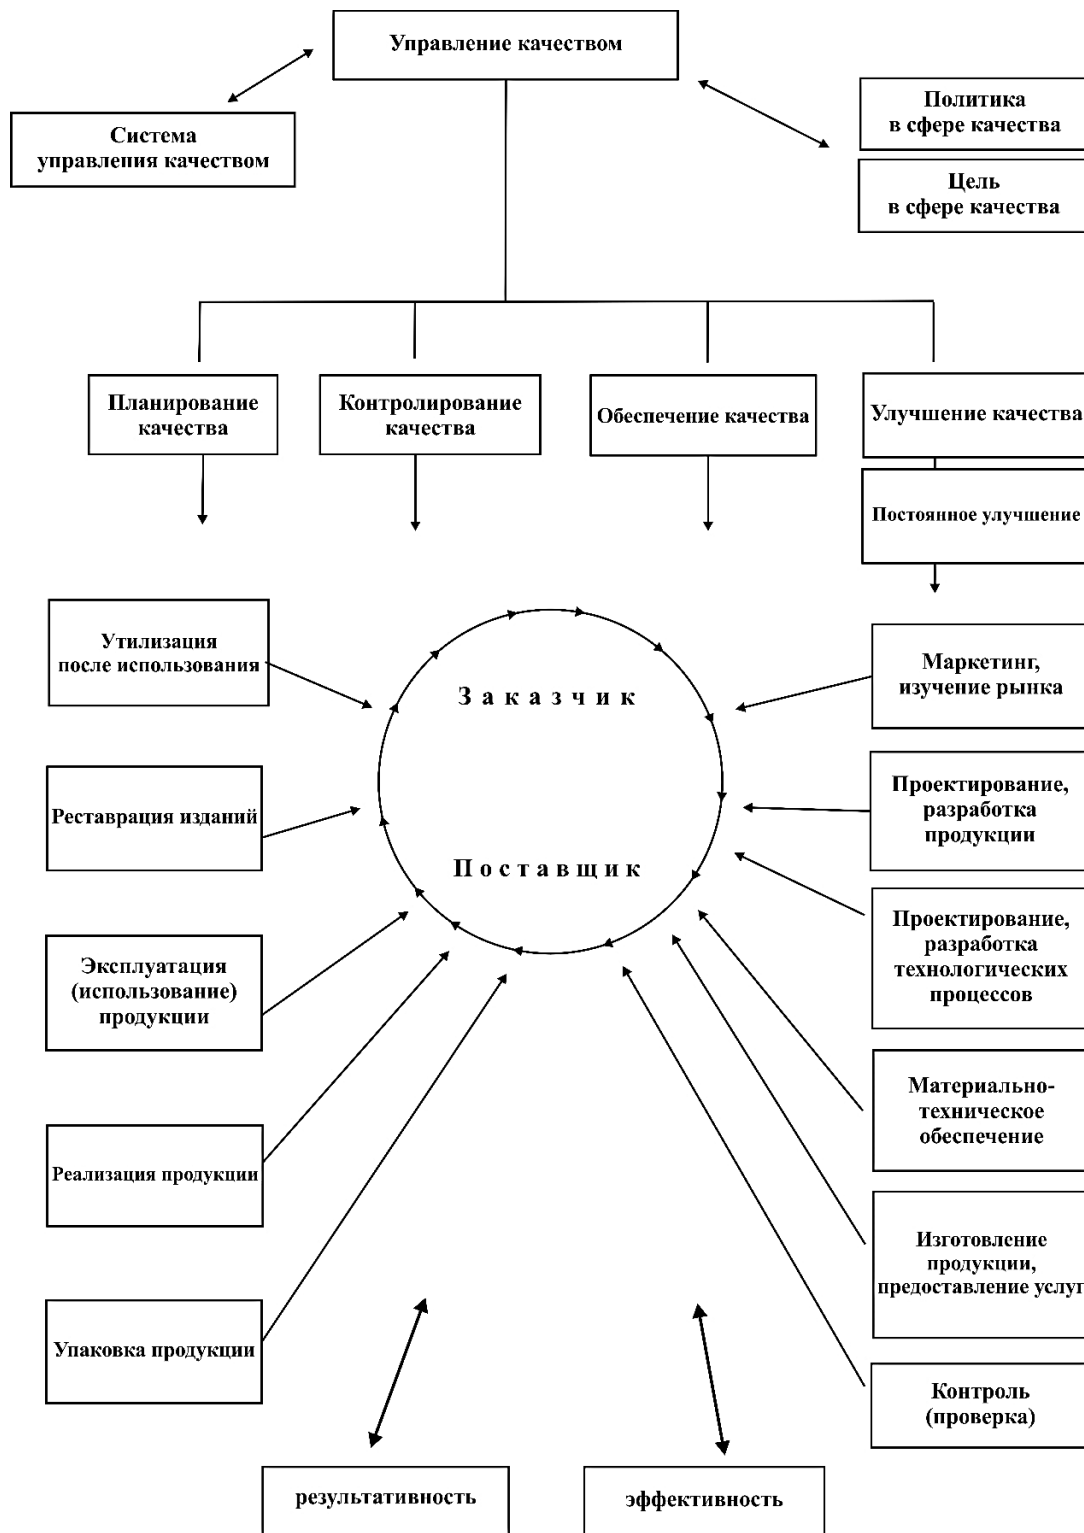 Управление качеством
Система
управления качеством
Политика
в сфере качества
Цель
в сфере качества
Планирование
качества
Контролирование
качества
Обеспечение качества
Улучшение качества
Постоянное улучшение
Утилизация
после использования
Заказчик
Маркетинг,
изучение рынка
Реставрация изданий
Проектирование,
разработка
продукции
Поставщик
Проектирование,
разработка
технологических
процессов
Эксплуатация
(использование)
продукции
Материально-
техническое
обеспечение
Реализация продукции
Изготовление
продукции,
предоставление услуг
Упаковка продукции
Контроль
(проверка)
результативность
эффективность